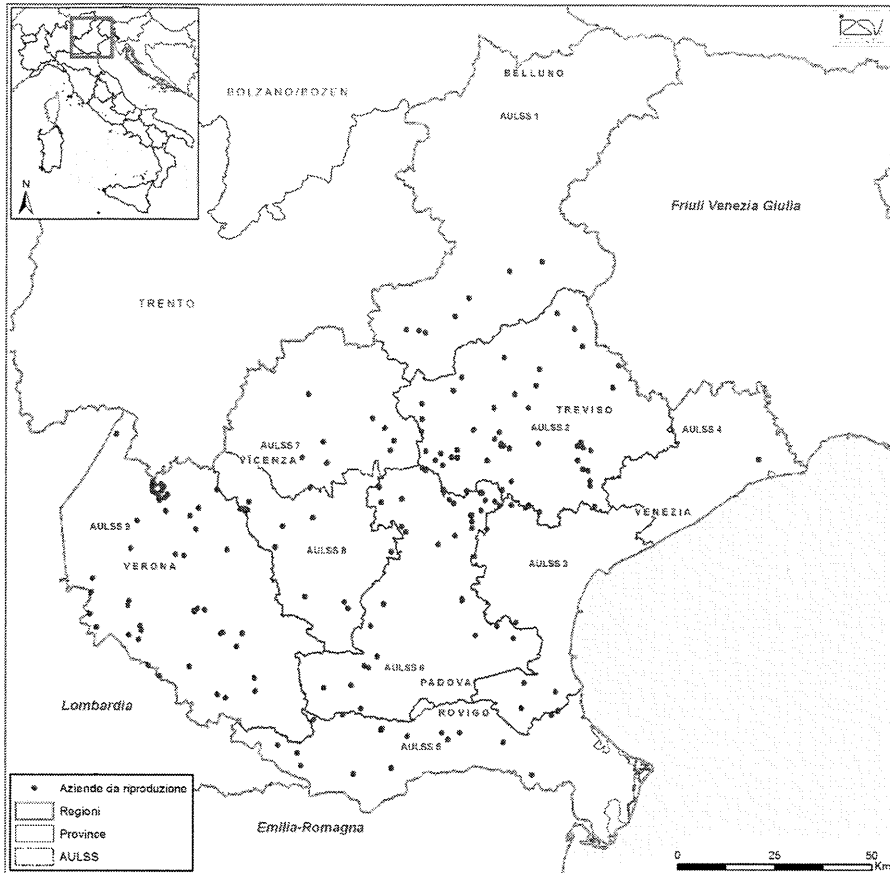 IZSV
BELLUNO
BOLZANO/BOZEN
AULSS 1
N
Friuli Venezia Giulia
TRENTO
TREVISO
AULSS 2
AULSS 4
AULSS 7
VICENZA
VENEZIA
AULSS 9
AULSS 8
AULSS 3
VERONA
AULSS 6
PADOVA
Lombardia
ROVIGO
AULSS 5
Aziende da riproduzione
Regioni
Province
AULSS
Emilia-Romagna
0 25 50
Km